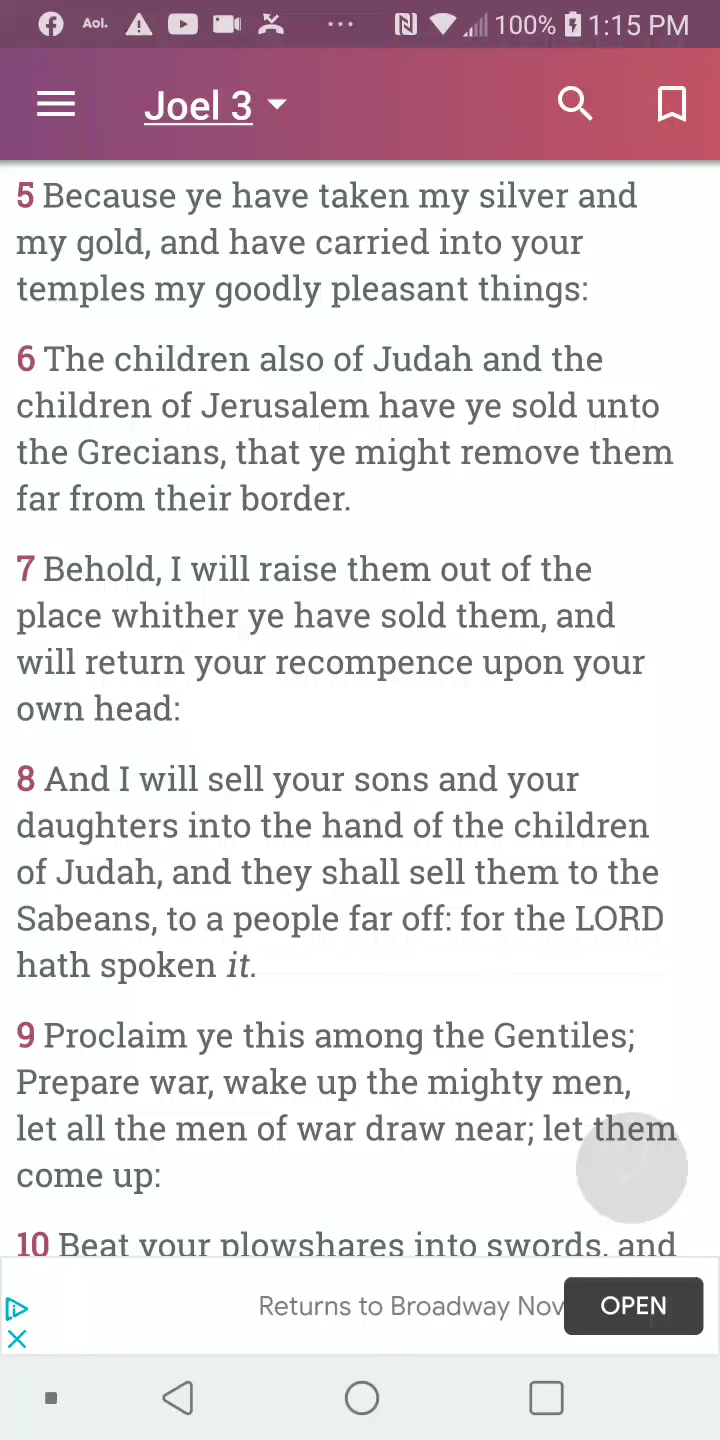 Aol. 100% 1:15 PM
Joel 3
5 Because ye have taken my silver and
my gold, and have carried into your
temples my goodly pleasant things:
6 The children also of Judah and the
children of Jerusalem have ye sold unto
the Grecians, that ye might remove them
far from their border.
7 Behold, I will raise them out of the
place whither ye have sold them, and
will return your recompence upon your
own head:
8 And I will sell your sons and your
daughters into the hand of the children
of Judah, and they shall sell them to the
Sabeans, to a people far off: for the LORD
hath spoken it.
9 Proclaim ye this among the Gentiles;
Prepare war, wake up the mighty men,
let all the men of war draw near; let them
come up:
10 Beat your plowshares into swords, and
Returns to Broadway Nov
OPEN